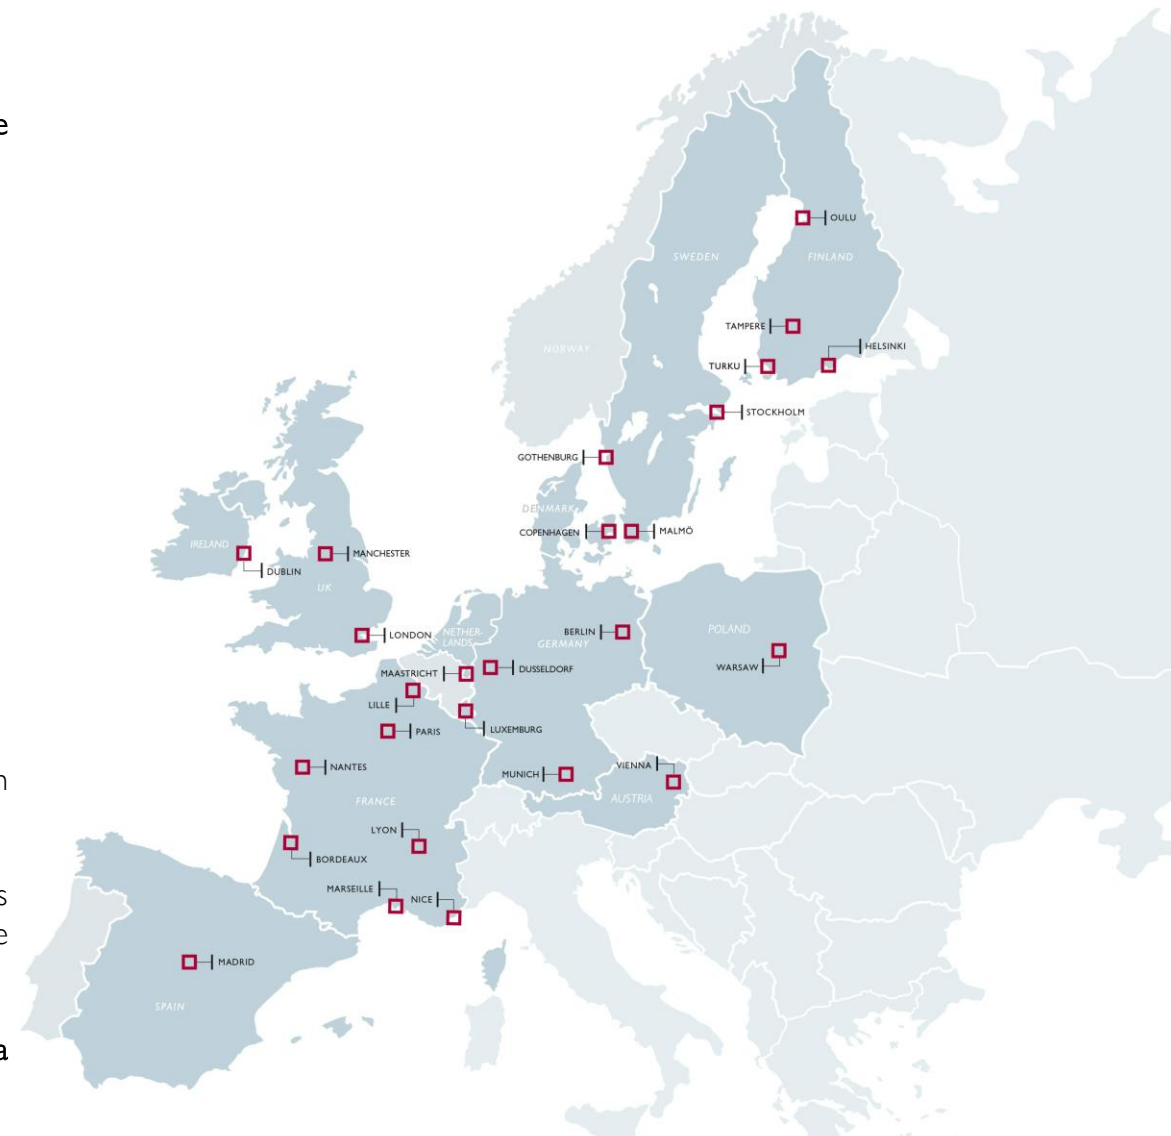 e
OULU
SWEDEN
FINLAND
TAMPERE
HELSINKI
NORWAY
TURKU
STOCKHOLM
GOTHENBURG
DENMARK
COPENHAGEN
MALMÖ
IRELAND
MANCHESTER
DUBLIN
UK
LONDON
NETHER-
LANDS
BERLIN
GERMANY
POLAND
WARSAW
DUSSELDORF
MAASTRICHT
LILLE
LUXEMBURG
PARIS
NANTES
n
MUNICH
VIENNA
AUSTRIA
FRANCE
LYON
BORDEAUX
MARSEILLE
NICE
s
e
MADRID
SPAIN
a